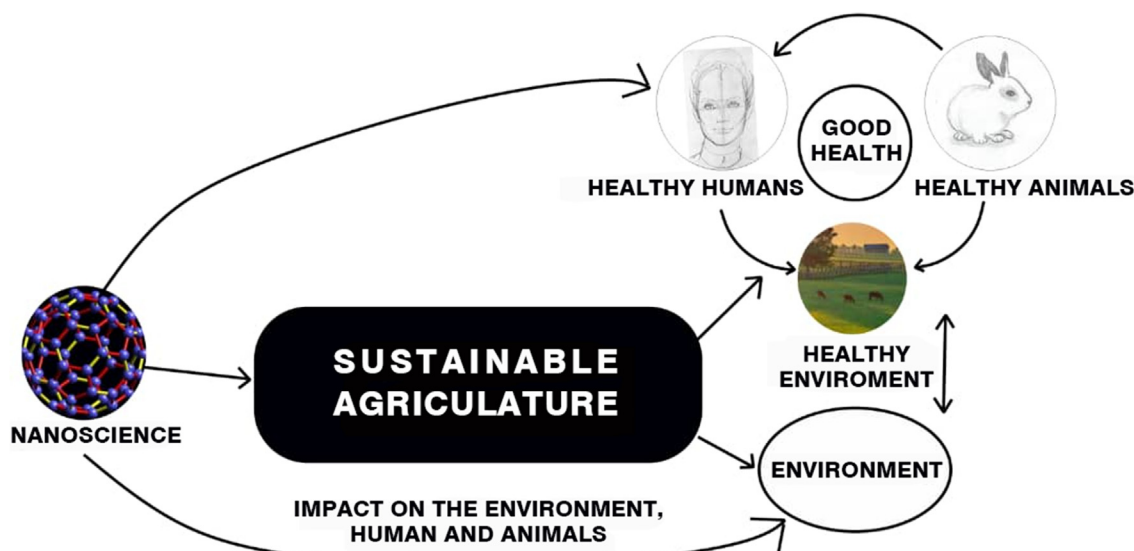 GOOD
HEALTH
HEALTHY HUMANS
HEALTHY ANIMALS
SUSTAINABLE
AGRICULATURE
HEALTHY
ENVIROMENT
NANOSCIENCE
ENVIRONMENT
IMPACT ON THE ENVIRONMENT,
HUMAN AND ANIMALS